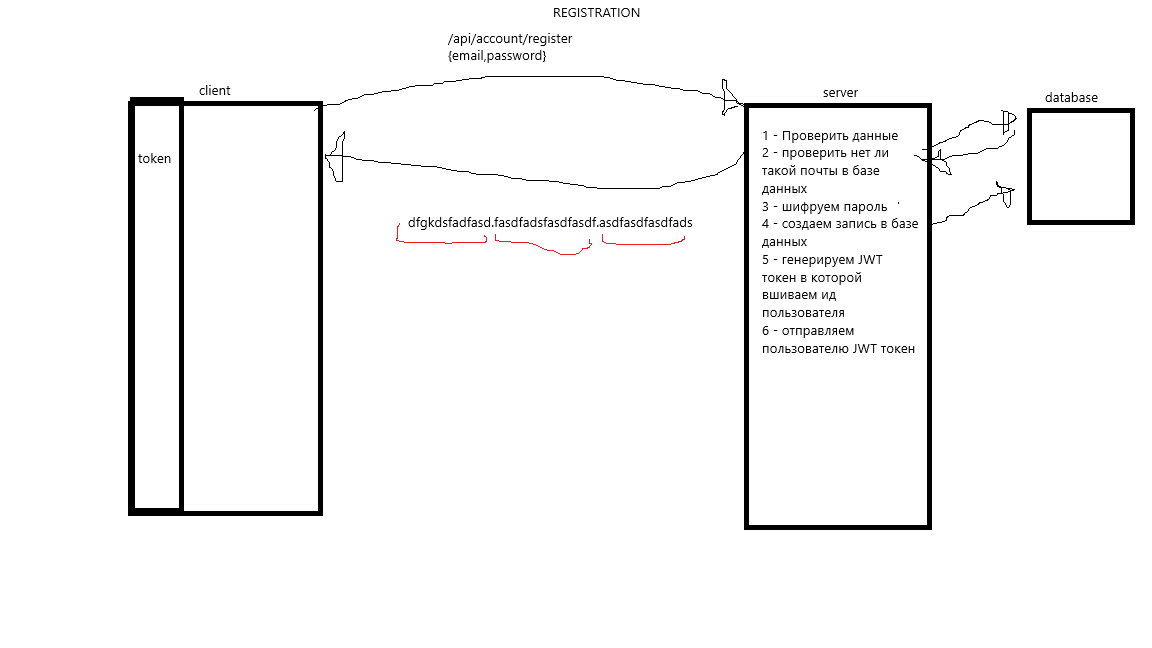 REGISTRATION
/api/account/register
{email,password}
client
server
database
token
1 - Проверить данные
2 - проверить нет ли
такой почты в базе
данных
3 - шифруем пароль
4 - создаем запись в базе
данных
5 - генерируем JWT
токен в которой
вшиваем ид
пользователя
6 - отправляем
пользователю JWT токен
dfgkdsfadfasd.fasdfadsfasdfasdf.asdfasdfasdfads